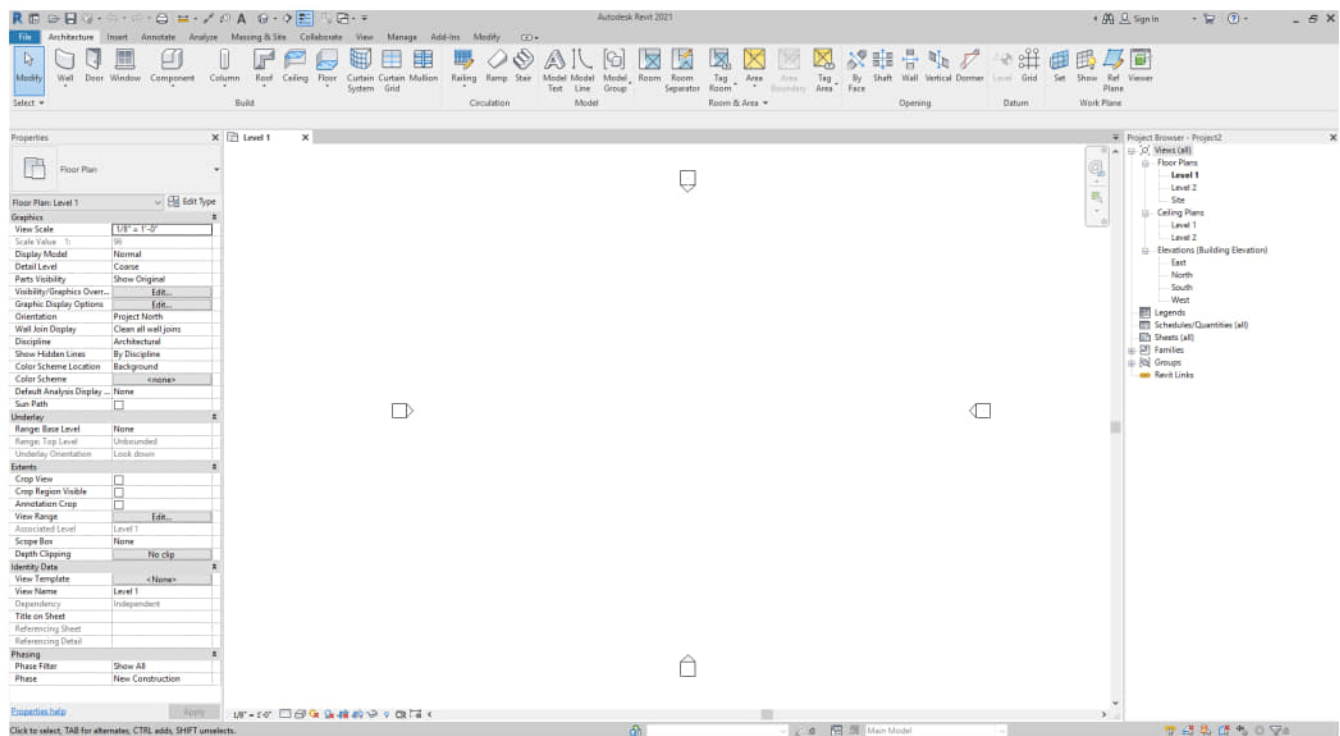 Autodesk Revit 2021
Sign In
File Architecture Insert Annotate Analyze Massing & Site Collaborate View Manage Add-Ins Modify
Modify Wall Door Window Component Column Roof Ceiling Floor Curtain System Curtain Grid Mullion Railing Ramp Stair Model Text Model Line Model Group Room Room Separator Tag Room Area Area Boundary Tag Area By Face Shaft Wall Vertical Dormer Level Grid Set Show Ref Plane Viewer
Select Build Circulation Model Room & Area Opening Datum Work Plane
Properties
Floor Plan
Floor Plan: Level 1 Edit Type
Graphics
View Scale 1/8" = 1'-0"
Scale Value 1: 96
Display Model Normal
Detail Level Coarse
Parts Visibility Show Original
Visibility/Graphics Overr... Edit...
Graphic Display Options Edit...
Orientation Project North
Wall Join Display Clean all wall joins
Discipline Architectural
Show Hidden Lines By Discipline
Color Scheme Location Background
Color Scheme <none>
Default Analysis Display ... None
Sun Path
Underlay
Range: Base Level None
Range: Top Level Unbounded
Underlay Orientation Look down
Extents
Crop View
Crop Region Visible
Annotation Crop
View Range Edit...
Associated Level Level 1
Scope Box None
Depth Clipping No clip
Identity Data
View Template <None>
View Name Level 1
Dependency Independent
Title on Sheet
Referencing Sheet
Referencing Detail
Phasing
Phase Filter Show All
Phase New Construction
Properties help Apply
Level 1
1/8" = 1'-0"
Project Browser - Project2
Views (all)
Floor Plans
Level 1
Level 2
Site
Ceiling Plans
Level 1
Level 2
Elevations (Building Elevation)
East
North
South
West
Legends
Schedules/Quantities (all)
Sheets (all)
Families
Groups
Revit Links
Click to select, TAB for alternates, CTRL adds, SHIFT unselects.
:0 Main Model